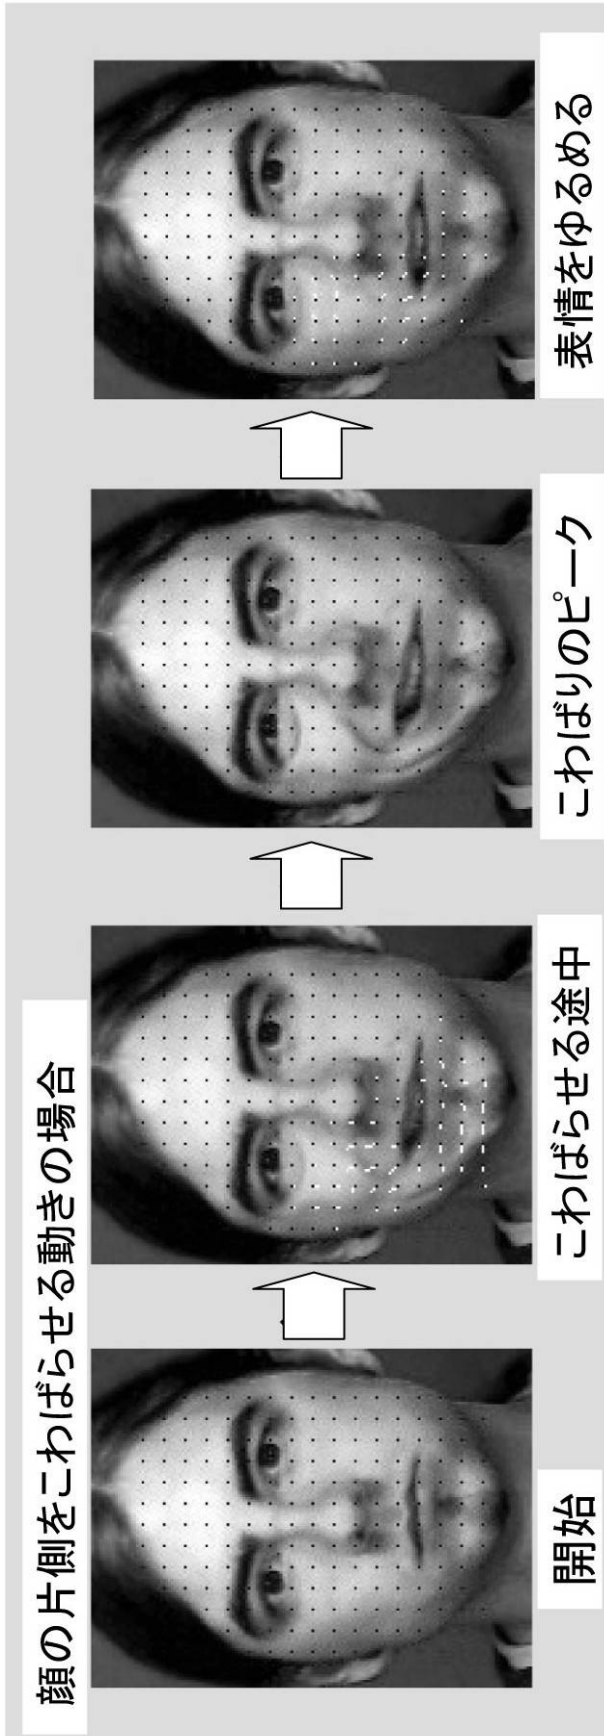 顔の片側をこわばらせる動きの場合
開始
こわばらせる途中
こわばりのピーク
表情をゆるめる